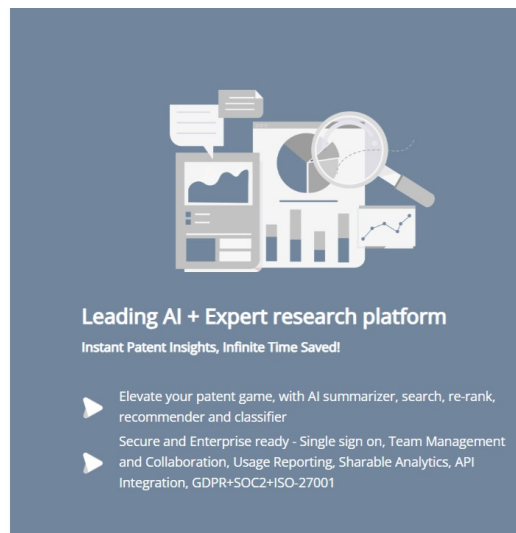 Leading AI + Expert research platform
Instant Patent Insights, Infinite Time Saved!
Elevate your patent game, with AI summarizer, search, re-rank,
recommender and classifier
Secure and Enterprise ready - Single sign on, Team Management
and Collaboration, Usage Reporting, Sharable Analytics, API
Integration, GDPR+SOC2+ISO-27001